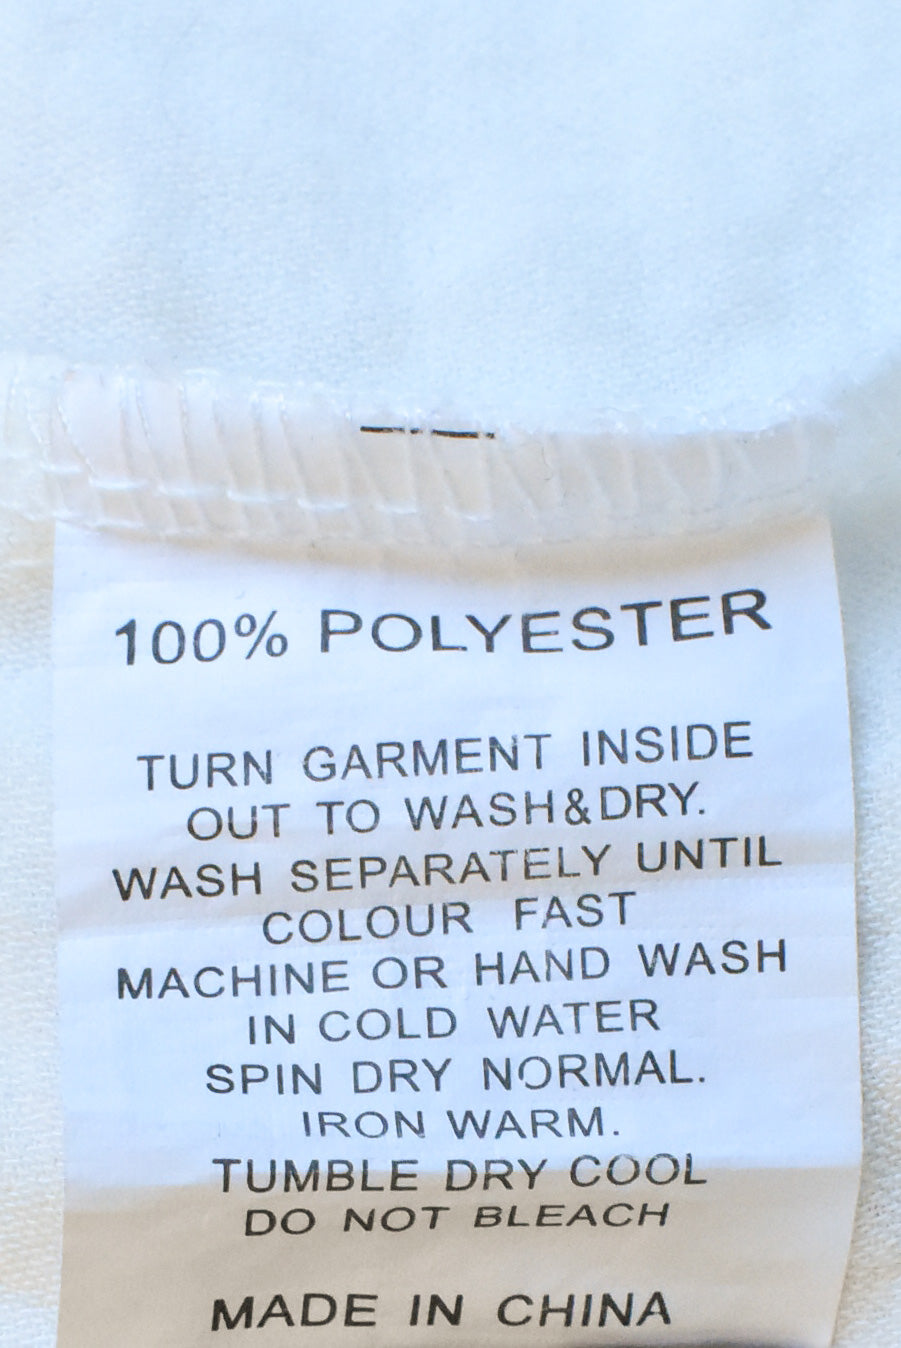 100% POLYESTER
TURN GARMENT INSIDE
OUT TO WASH&DRY.
WASH SEPARATELY UNTIL
COLOUR FAST
MACHINE OR HAND WASH
IN COLD WATER
SPIN DRY NORMAL.
IRON WARM.
TUMBLE DRY COOL
DO NOT BLEACH
MADE IN CHINA